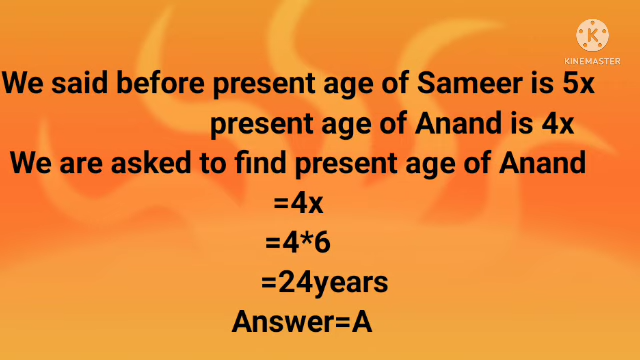 K
KINEMASTER
We said before present age of Sameer is 5x
present age of Anand is 4x
We are asked to find present age of Anand
=4x
=4*6
=24years
Answer=A